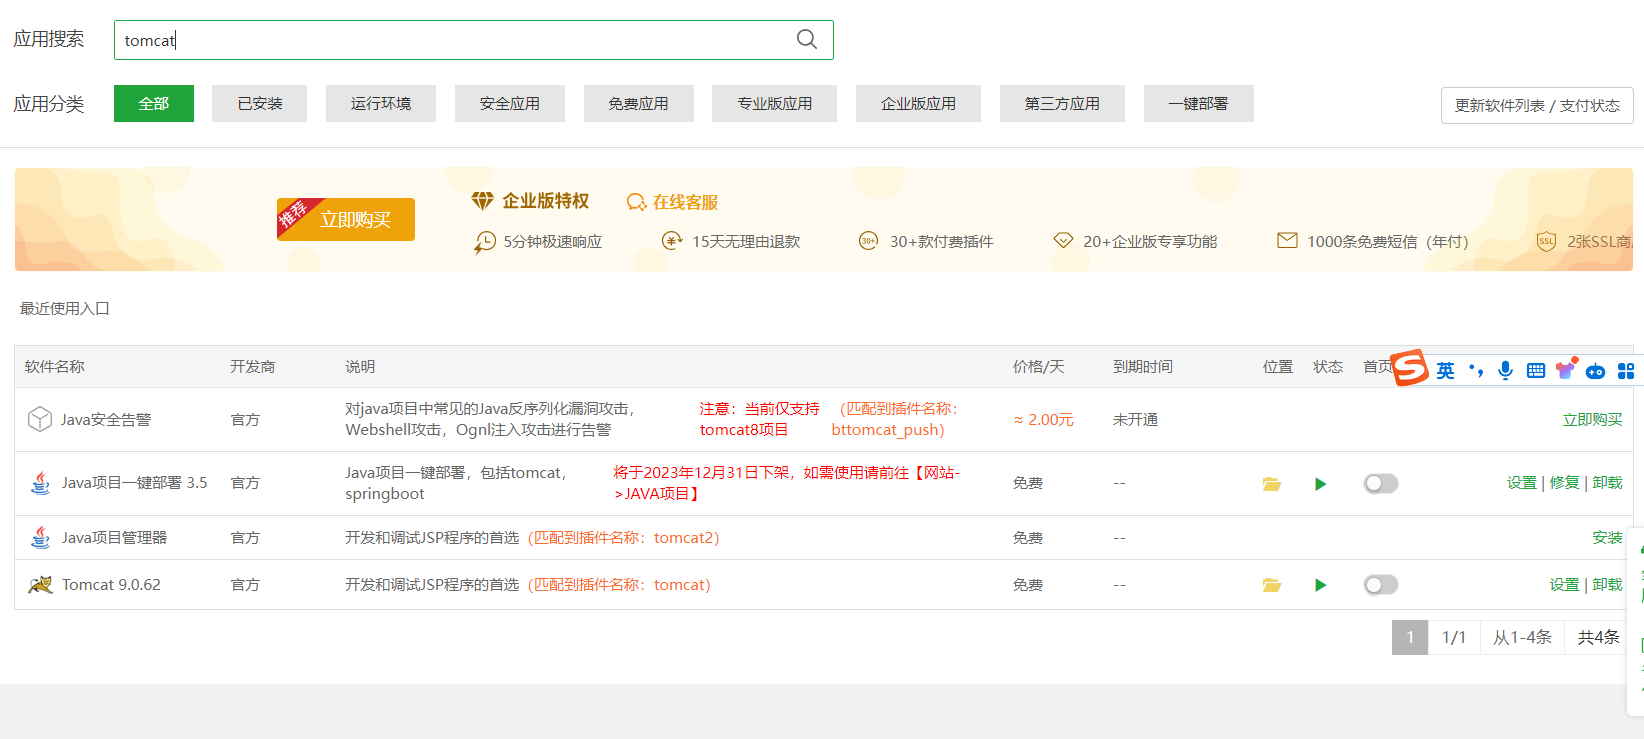 应用搜索 tomcat
应用分类 全部 已安装 运行环境 安全应用 免费应用 专业版应用 企业版应用 第三方应用 一键部署 更新软件列表 / 支付状态
推荐 立即购买 企业版特权 在线客服
5分钟极速响应 15天无理由退款 30+ 30+款付费插件 20+企业版专享功能 1000条免费短信（年付） SSL 2张SSL商
最近使用入口
软件名称 开发商 说明 价格/天 到期时间 位置 状态 首页 英
Java安全告警 官方 对java项目中常见的Java反序列化漏洞攻击， 注意：当前仅支持 （匹配到插件名称： ≈ 2.00元 未开通 立即购买
Webshell攻击，Ognl注入攻击进行告警 tomcat8项目 bttomcat_push)
Java项目一键部署 3.5 官方 Java项目一键部署，包括tomcat， 将于2023年12月31日下架，如需使用请前往【网站- 免费 -- 设置 | 修复 | 卸载
springboot >JAVA项目】
Java项目管理器 官方 开发和调试JSP程序的首选（匹配到插件名称：tomcat2） 免费 -- 安装
Tomcat 9.0.62 官方 开发和调试JSP程序的首选（匹配到插件名称：tomcat） 免费 -- 设置 | 卸载
1 1/1 从1-4条 共4条